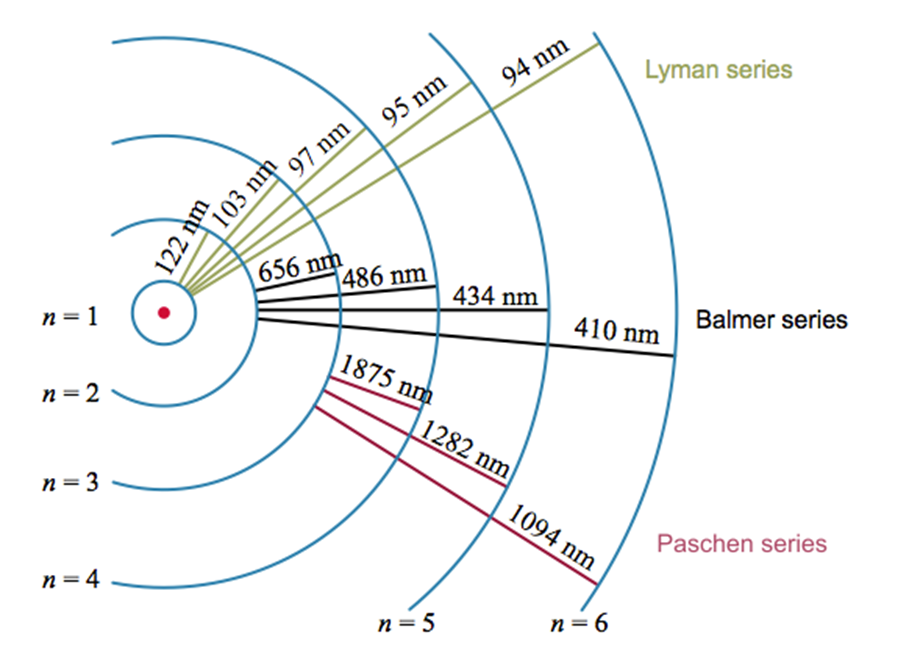 94 nm
Lyman series
95 nm
97 nm
103 nm
122 nm
656 nm
486 nm
434 nm
410 nm
n = 1
Balmer series
n = 2
1875 nm
1282 nm
n = 3
1094 nm
Paschen series
n = 4
n = 5
n = 6